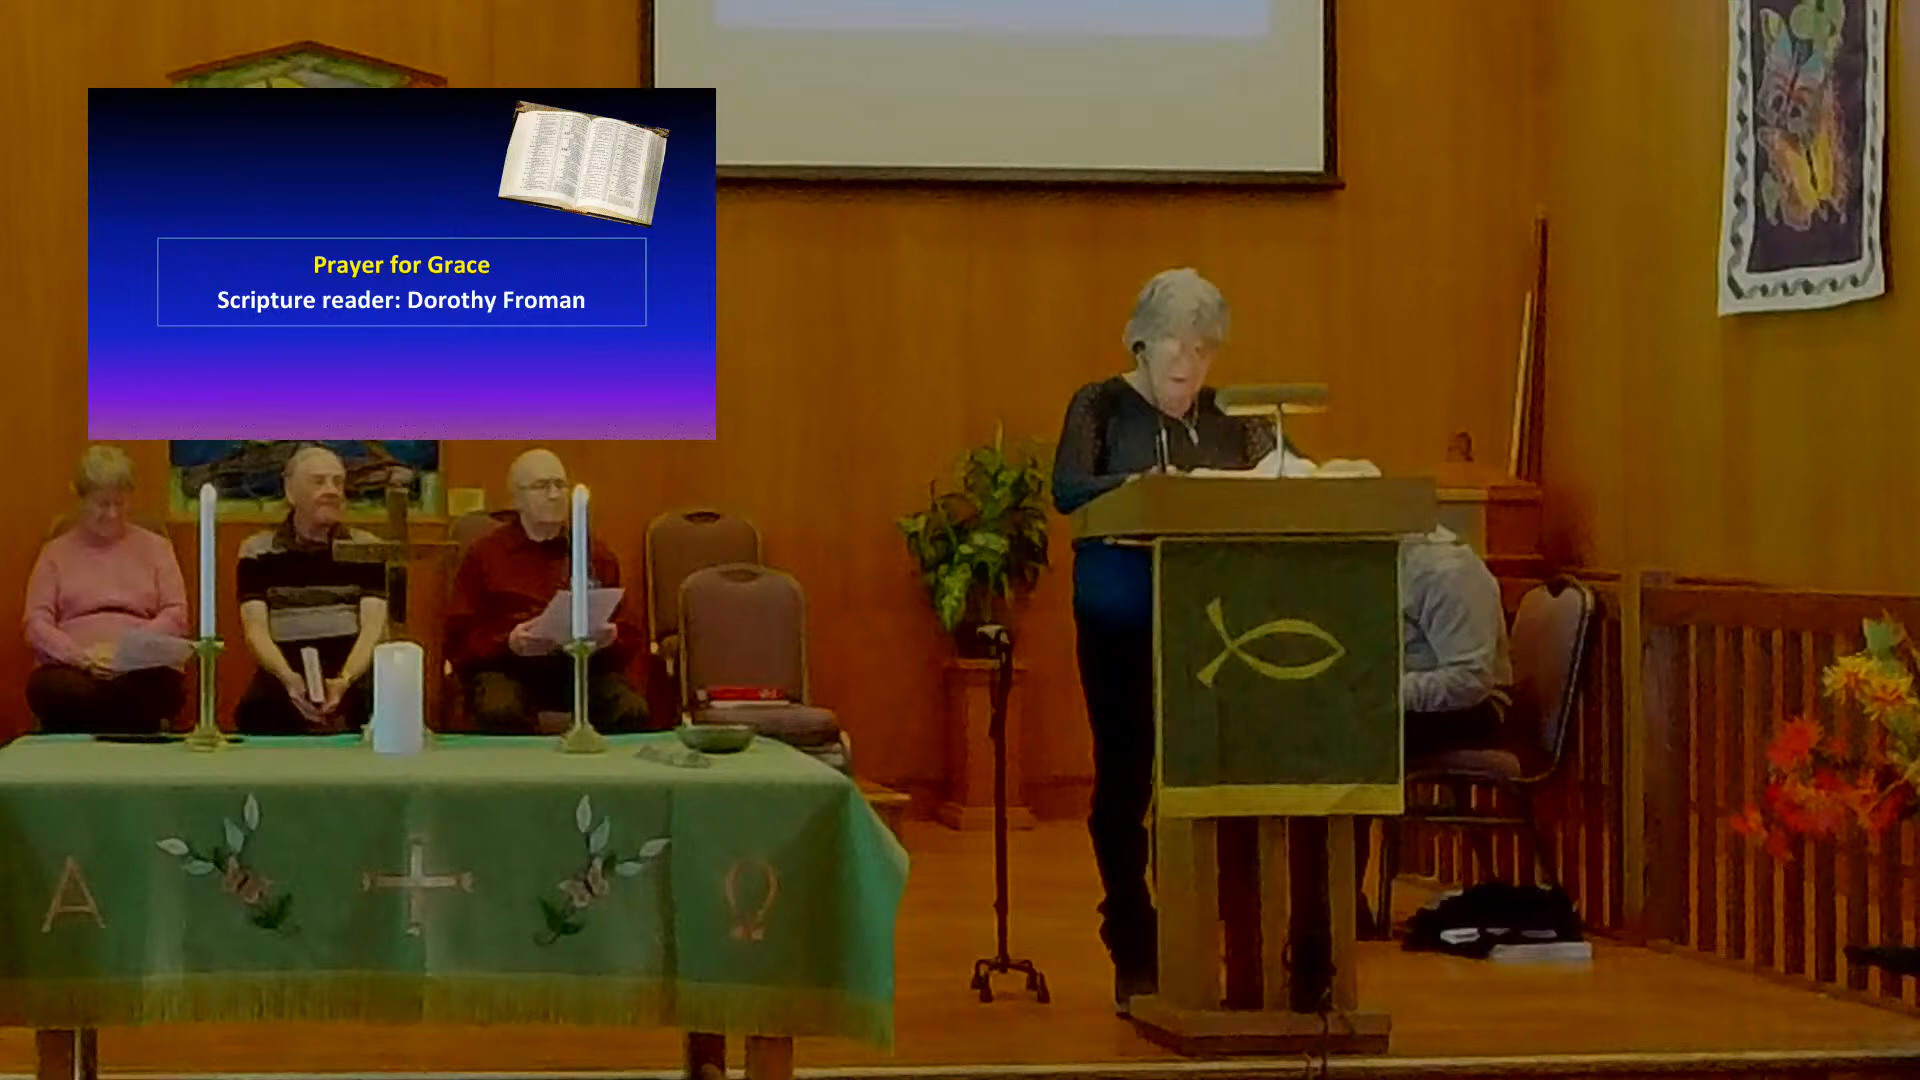 Prayer for Grace
Scripture reader: Dorothy Froman
Α
Ω